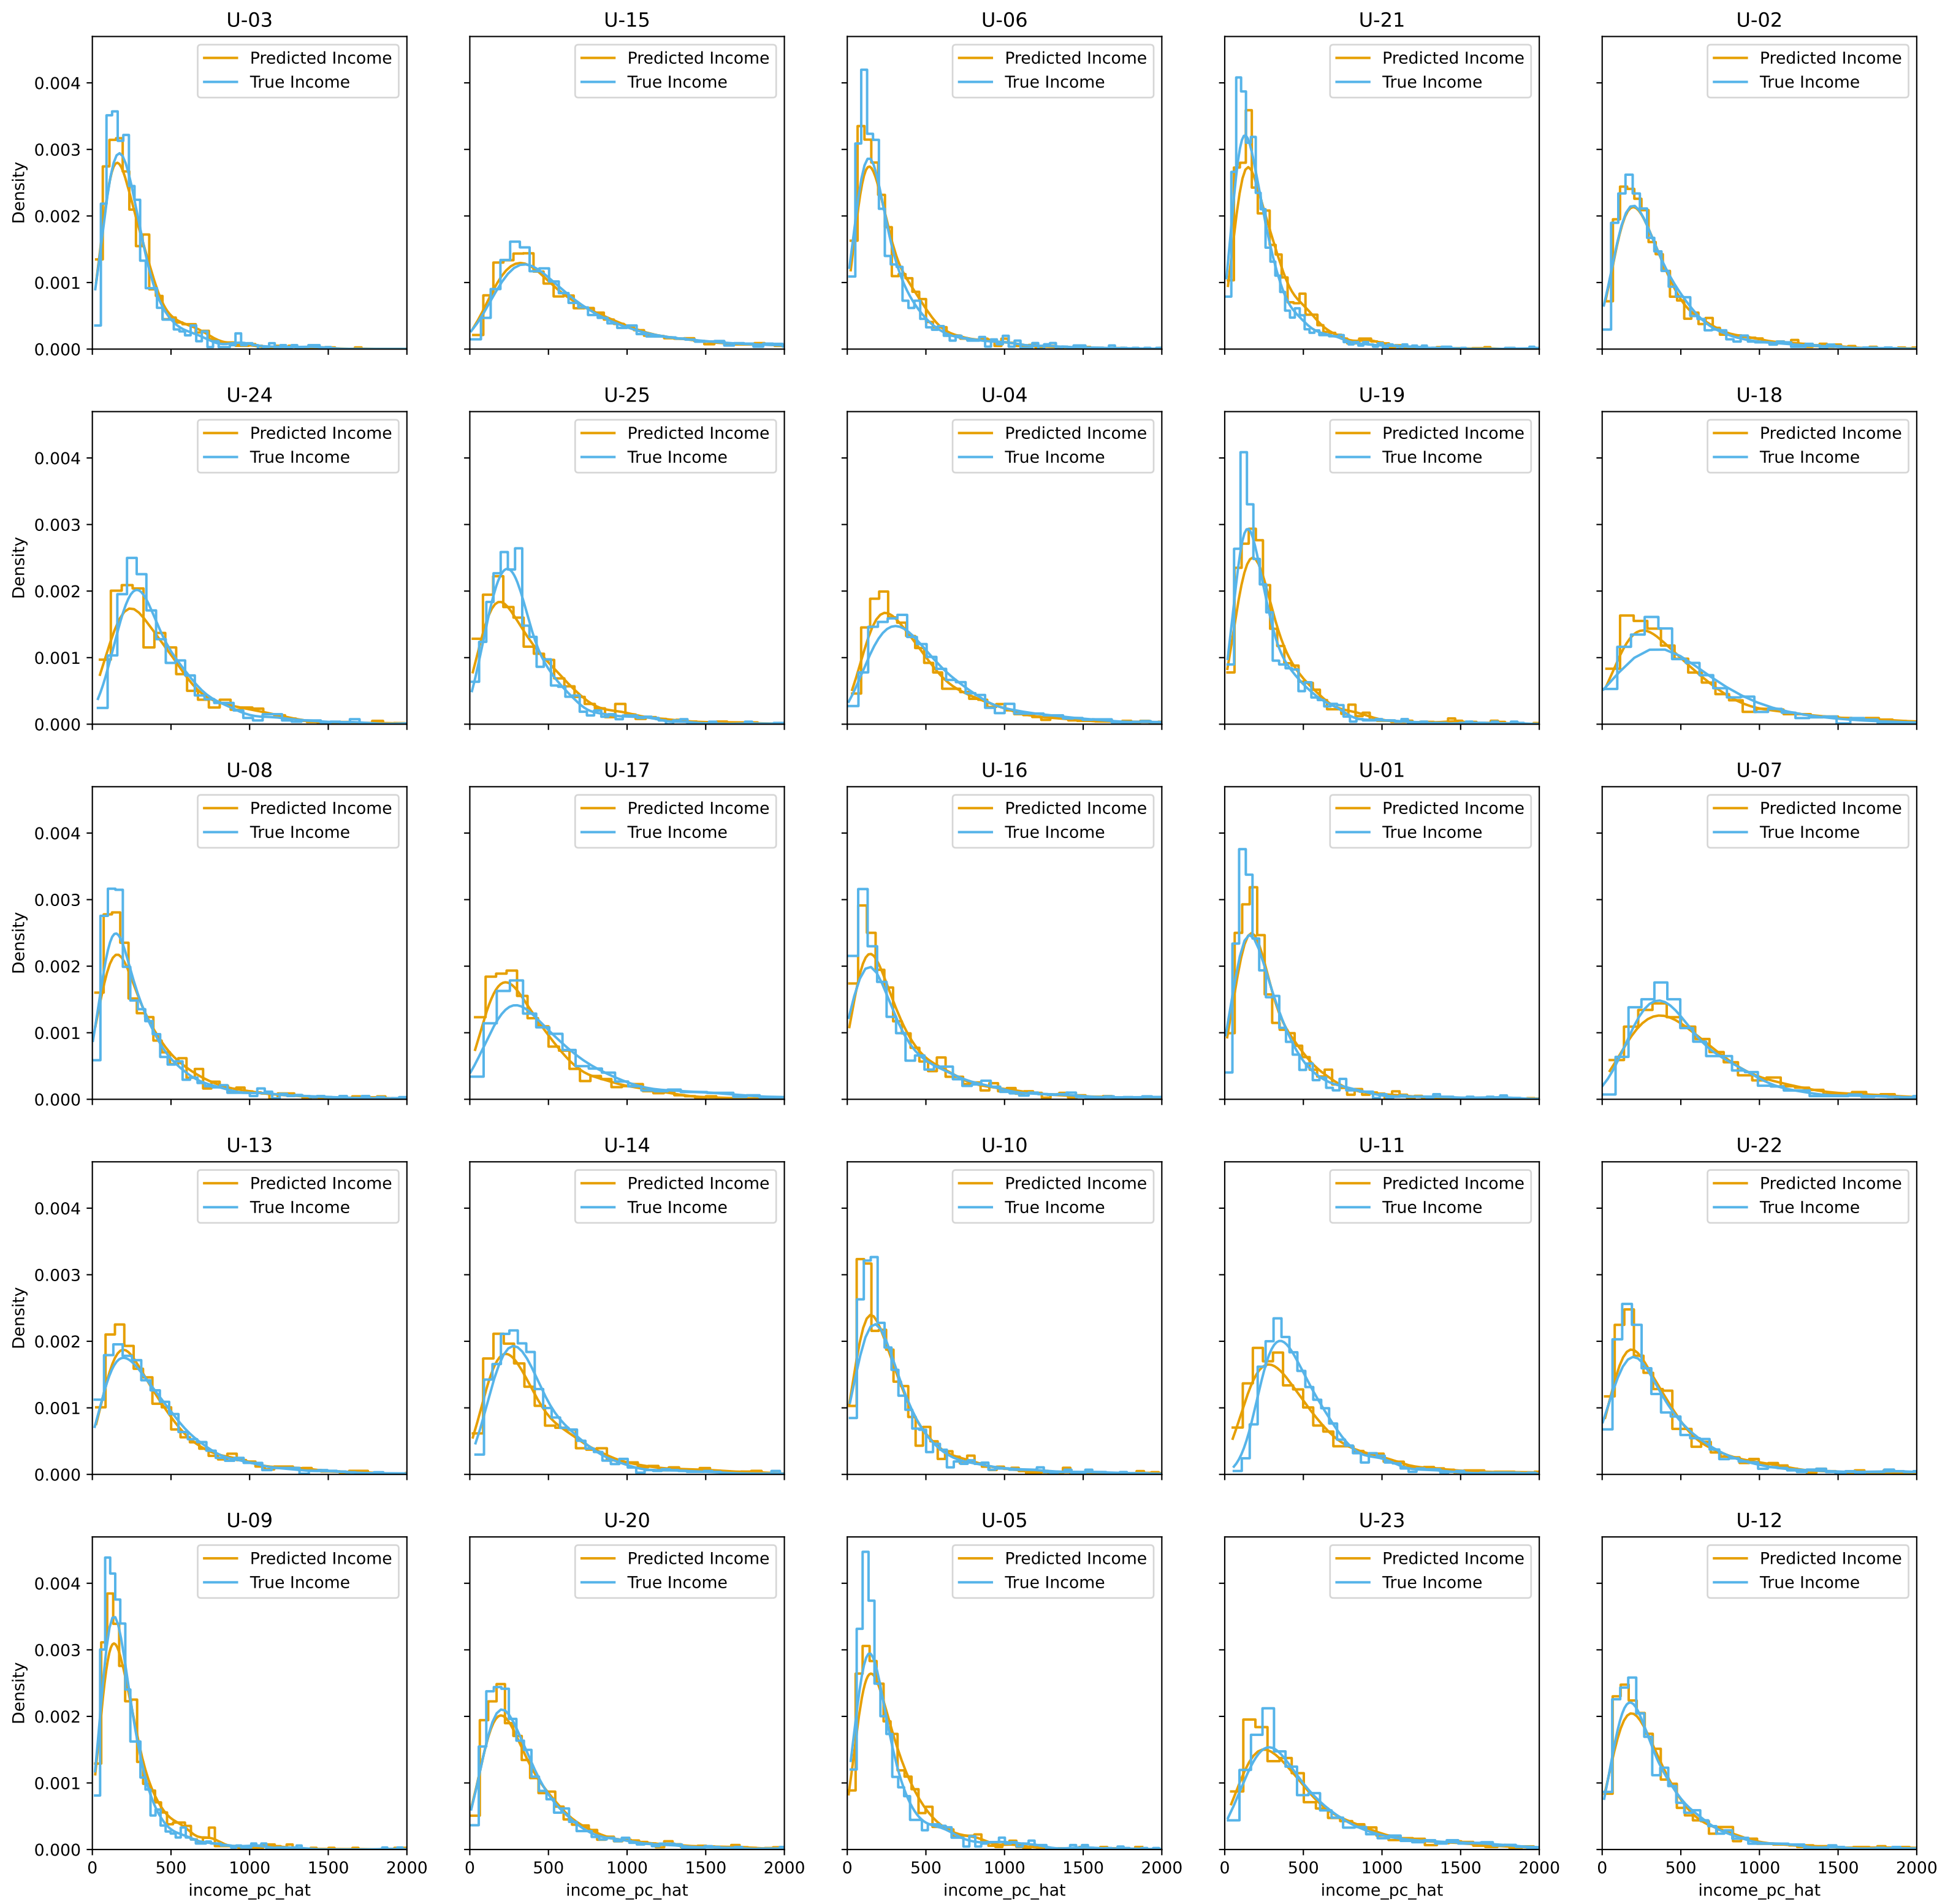 U-03 U-15 U-06 U-21 U-02
Predicted Income Predicted Income Predicted Income Predicted Income Predicted Income
True Income True Income True Income True Income True Income
0.004
0.003
0.002
0.001
0.000
Density
U-24 U-25 U-04 U-19 U-18
Predicted Income Predicted Income Predicted Income Predicted Income Predicted Income
True Income True Income True Income True Income True Income
0.004
0.003
0.002
0.001
0.000
Density
U-08 U-17 U-16 U-01 U-07
Predicted Income Predicted Income Predicted Income Predicted Income Predicted Income
True Income True Income True Income True Income True Income
0.004
0.003
0.002
0.001
0.000
Density
U-13 U-14 U-10 U-11 U-22
Predicted Income Predicted Income Predicted Income Predicted Income Predicted Income
True Income True Income True Income True Income True Income
0.004
0.003
0.002
0.001
0.000
Density
U-09 U-20 U-05 U-23 U-12
Predicted Income Predicted Income Predicted Income Predicted Income Predicted Income
True Income True Income True Income True Income True Income
0.004
0.003
0.002
0.001
0.000
Density
0 500 1000 1500 2000 0 500 1000 1500 2000 0 500 1000 1500 2000 0 500 1000 1500 2000 0 500 1000 1500 2000
income_pc_hat income_pc_hat income_pc_hat income_pc_hat income_pc_hat